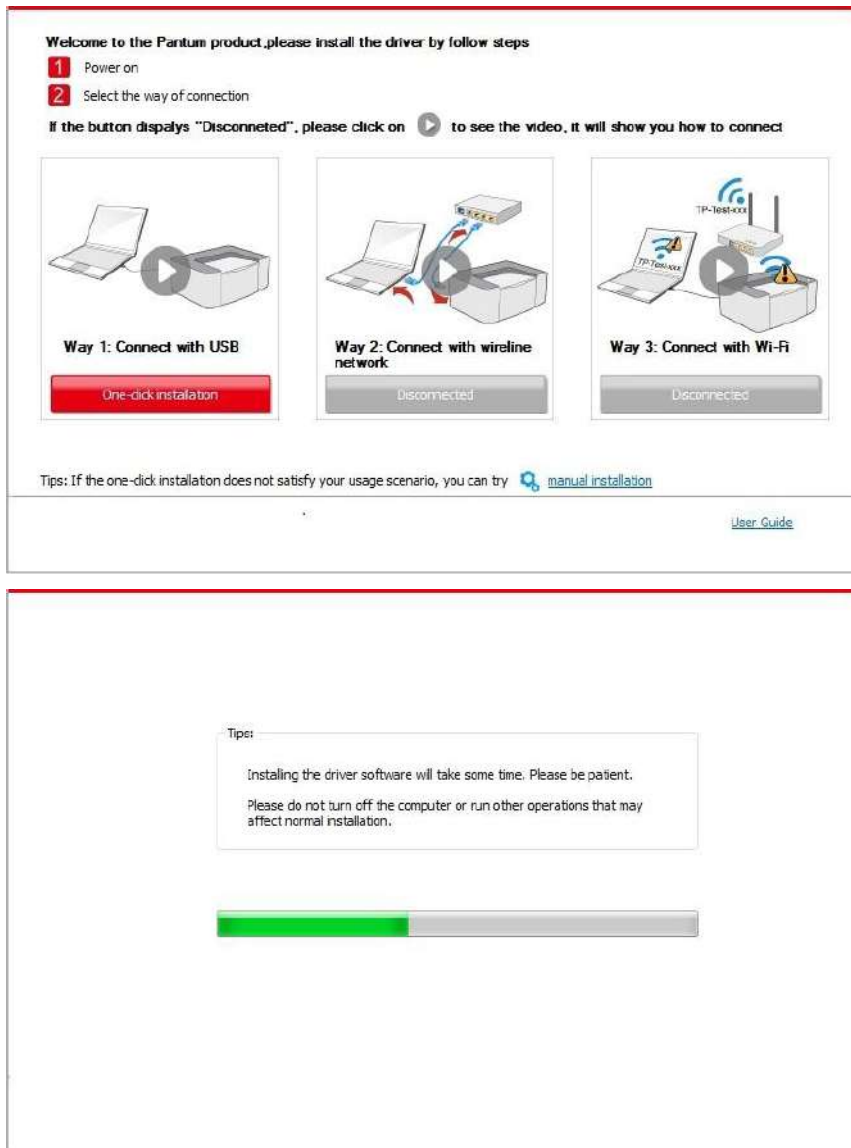 Welcome to the Pantum product,please install the driver by follow steps
1 Power on
2 Select the way of connection
If the button dispalys "Disconneted", please click on to see the video, it will show you how to connect
TP-Test-xxx
TP-Test-xxx
Way 1: Connect with USB
Way 2: Connect with wireline
network
Way 3: Connect with Wi-Fi
One-click installation
Disconnected
Disconnected
Tips: If the one-click installation does not satisfy your usage scenario, you can try manual installation
User Guide
Tips:
Installing the driver software will take some time. Please be patient.
Please do not turn off the computer or run other operations that may
affect normal installation.